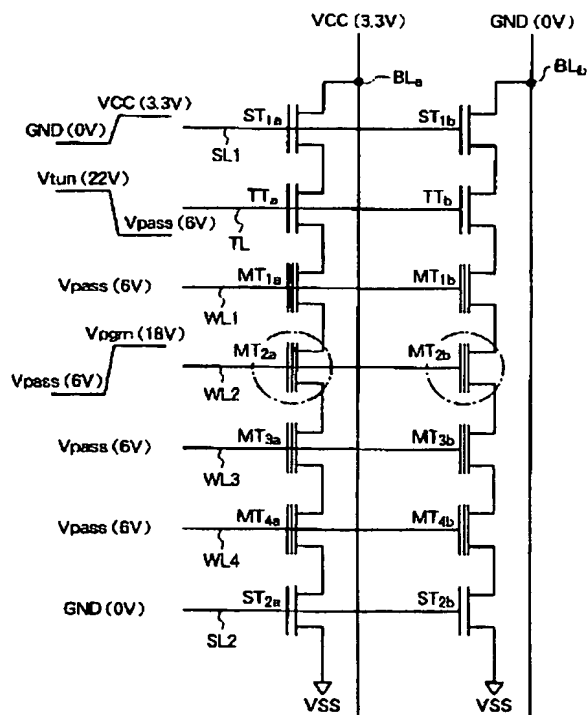 VCC (3.3V) GND (0V)
BLa BLb
VCC (3.3V)
GND (0V)
ST1a ST1b
SL1
Vtun (22V)
Vpass (6V)
TTa TTb
TL
Vpass (6V)
MT1a MT1b
WL1
Vpgm (18V)
Vpass (6V)
MT2a MT2b
WL2
Vpass (6V)
MT3a MT3b
WL3
Vpass (6V)
MT4a MT4b
WL4
GND (0V)
ST2a ST2b
SL2
VSS VSS